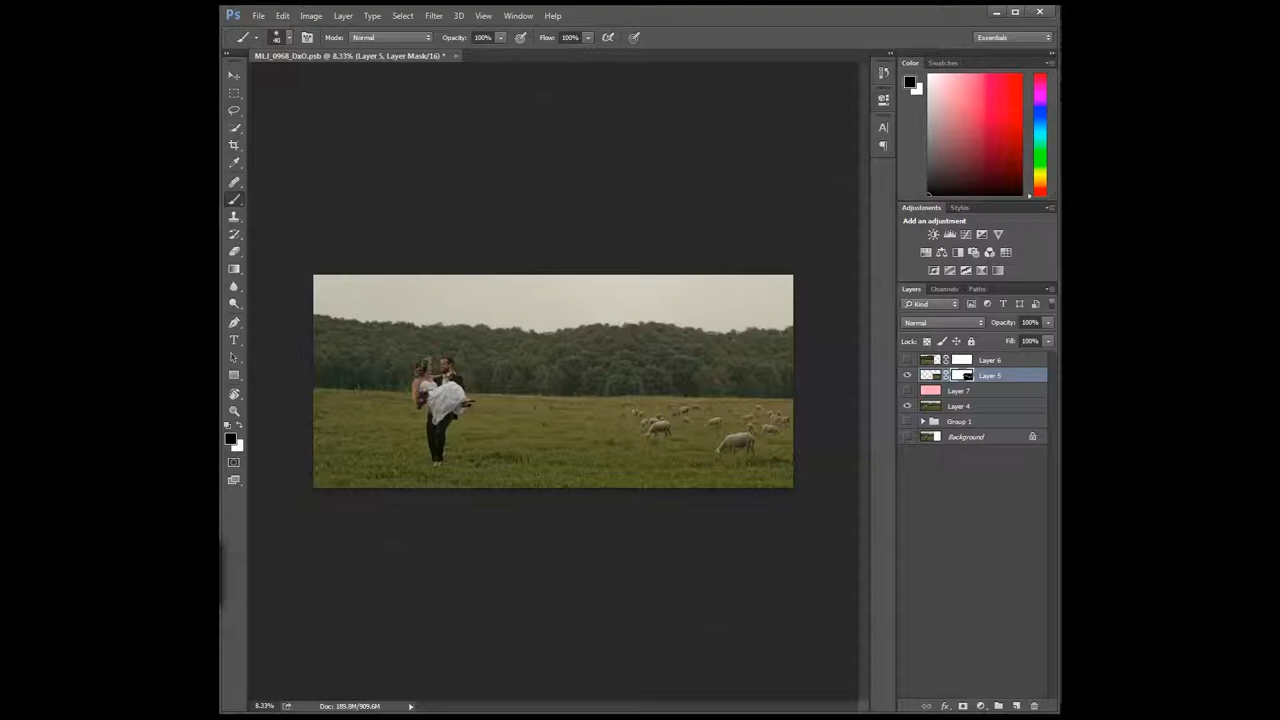 Ps File Edit Image Layer Type Select Filter 3D View Window Help
40 Mode: Normal Opacity: 100% Flow: 100% Essentials
MLI_0968_DxO.psb @ 8.33% (Layer 5, Layer Mask/16) *
Color Swatches
Adjustments Styles
Add an adjustment
Layers Channels Paths
Kind
Normal Opacity: 100%
Lock: Fill: 100%
Layer 6
Layer 5
Layer 7
Layer 4
Group 1
Background
8.33% Doc: 189.8M/909.6M